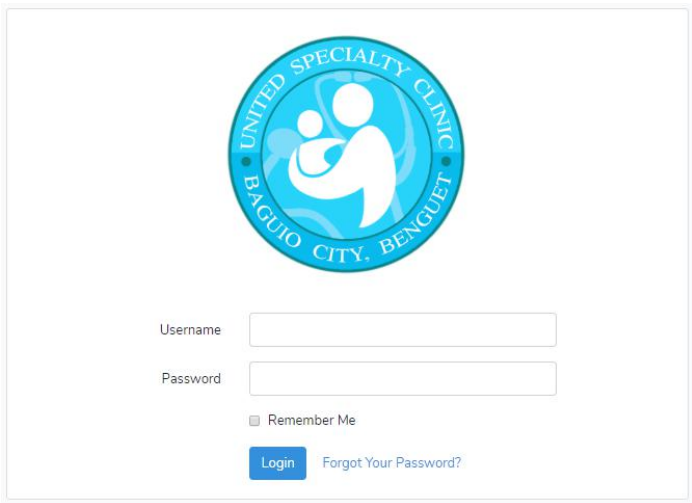 UNITED SPECIALTY CLINIC
BAGUIO CITY, BENGUET
Username
Password
Remember Me
Login Forgot Your Password?